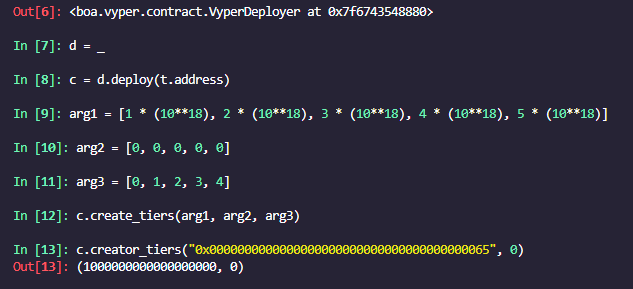 Out[6]: <boa.vyper.contract.VyperDeployer at 0x7f6743548880>
In [7]: d = _
In [8]: c = d.deploy(t.address)
In [9]: arg1 = [1 * (10**18), 2 * (10**18), 3 * (10**18), 4 * (10**18), 5 * (10**18)]
In [10]: arg2 = [0, 0, 0, 0, 0]
In [11]: arg3 = [0, 1, 2, 3, 4]
In [12]: c.create_tiers(arg1, arg2, arg3)
In [13]: c.creator_tiers("0x0000000000000000000000000000000000000065", 0)
Out[13]: (1000000000000000000, 0)